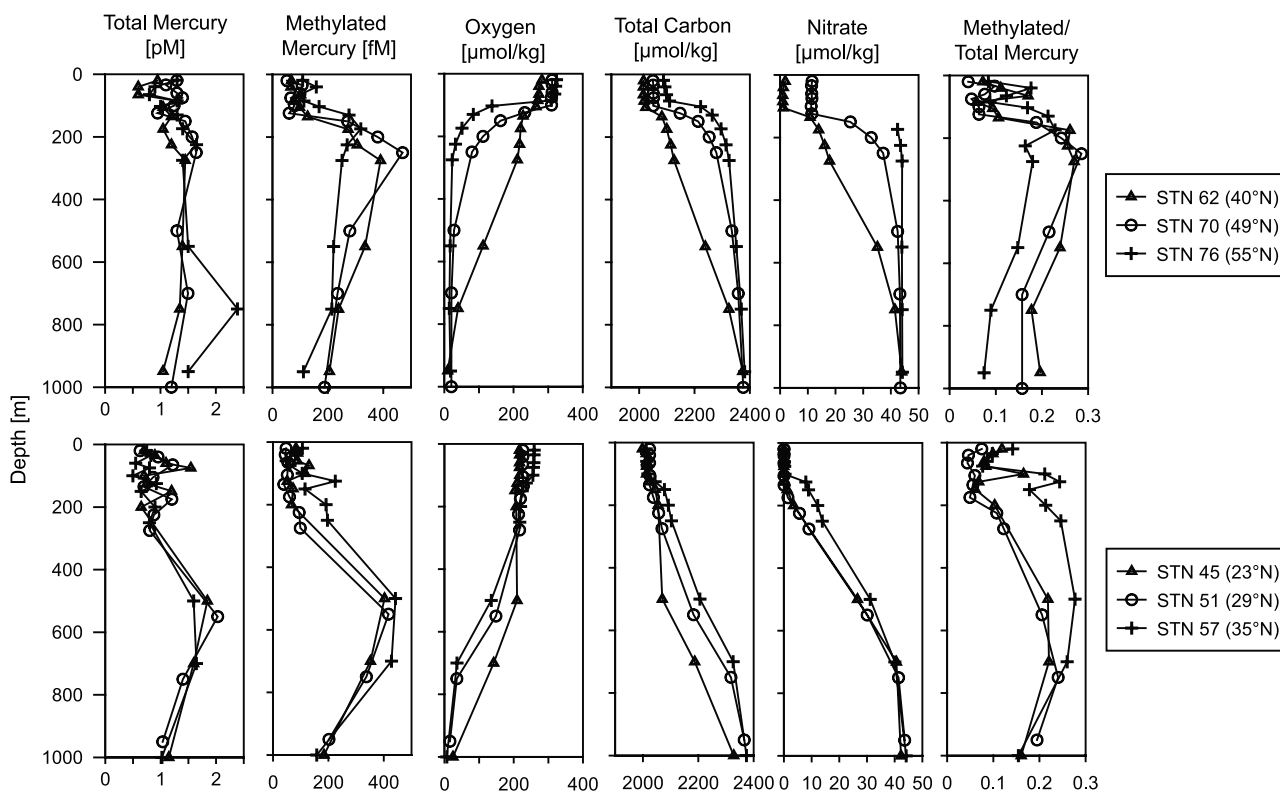 Total Mercury
[pM]
Methylated
Mercury [fM]
Oxygen
[µmol/kg]
Total Carbon
[µmol/kg]
Nitrate
[µmol/kg]
Methylated/
Total Mercury
0
200
400
600
800
1000
0 1 2
0 200 400
0 200 400
2000 2200 2400
0 10 20 30 40 50
0 0.1 0.2 0.3
STN 62 (40°N)
STN 70 (49°N)
STN 76 (55°N)
Depth [m]
0
200
400
600
800
1000
0 1 2
0 200 400
0 200 400
2000 2200 2400
0 10 20 30 40 50
0 0.1 0.2 0.3
STN 45 (23°N)
STN 51 (29°N)
STN 57 (35°N)